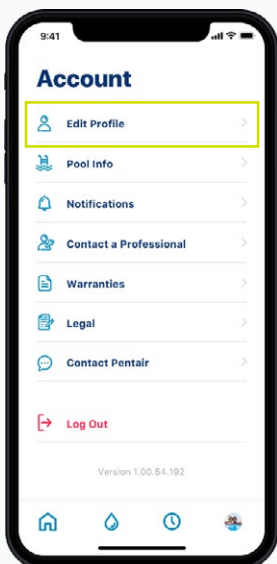 9:41
Account
Edit Profile
Pool Info
Notifications
Contact a Professional
Warranties
Legal
Contact Pentair
Log Out
Version 1.00.64.192